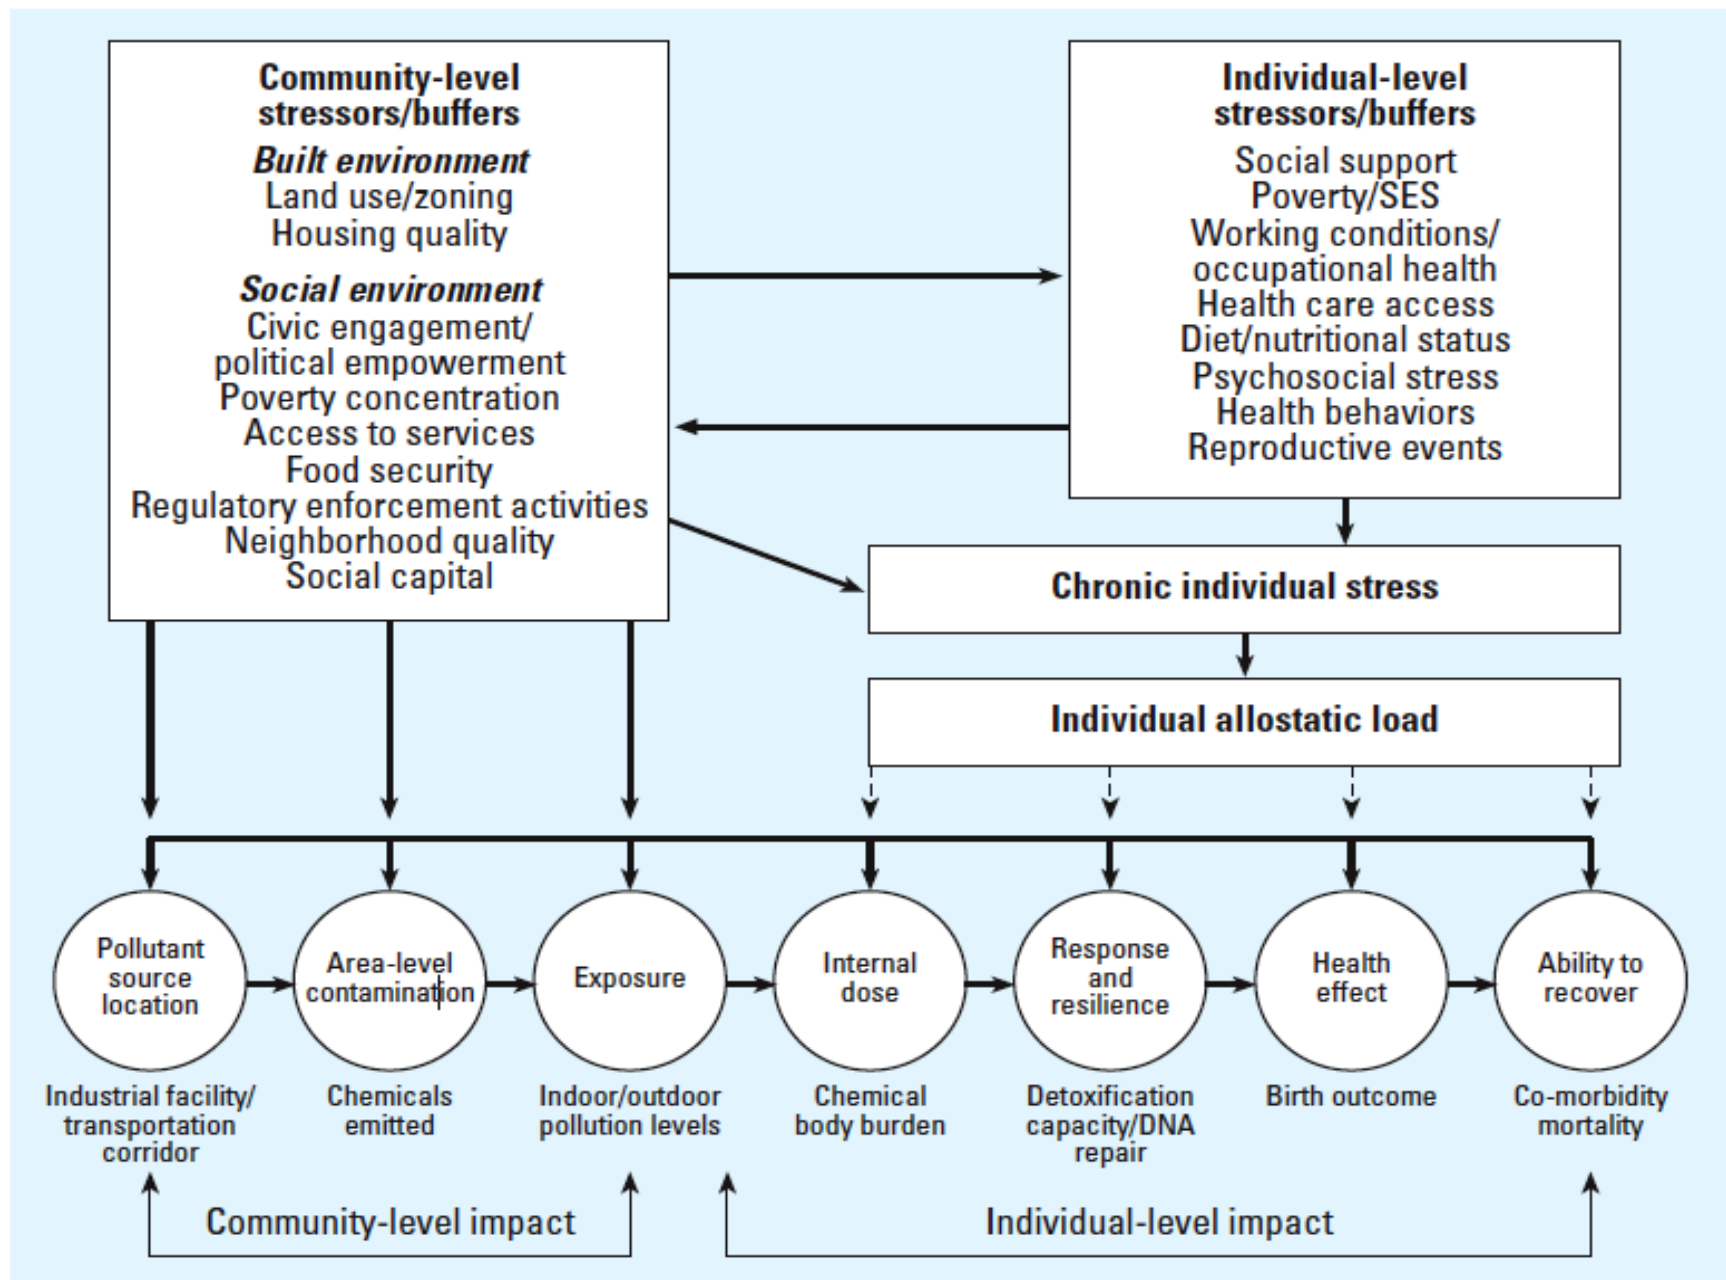 Community-level
stressors/buffers
Built environment
Land use/zoning
Housing quality
Social environment
Civic engagement/
political empowerment
Poverty concentration
Access to services
Food security
Regulatory enforcement activities
Neighborhood quality
Social capital
Individual-level
stressors/buffers
Social support
Poverty/SES
Working conditions/
occupational health
Health care access
Diet/nutritional status
Psychosocial stress
Health behaviors
Reproductive events
Chronic individual stress
Individual allostatic load
Pollutant
source
location
Area-level
contamination
Exposure
Internal
dose
Response
and
resilience
Health
effect
Ability to
recover
Industrial facility/
transportation
corridor
Chemicals
emitted
Indoor/outdoor
pollution levels
Chemical
body burden
Detoxification
capacity/DNA
repair
Birth outcome
Co-morbidity
mortality
Community-level impact
Individual-level impact